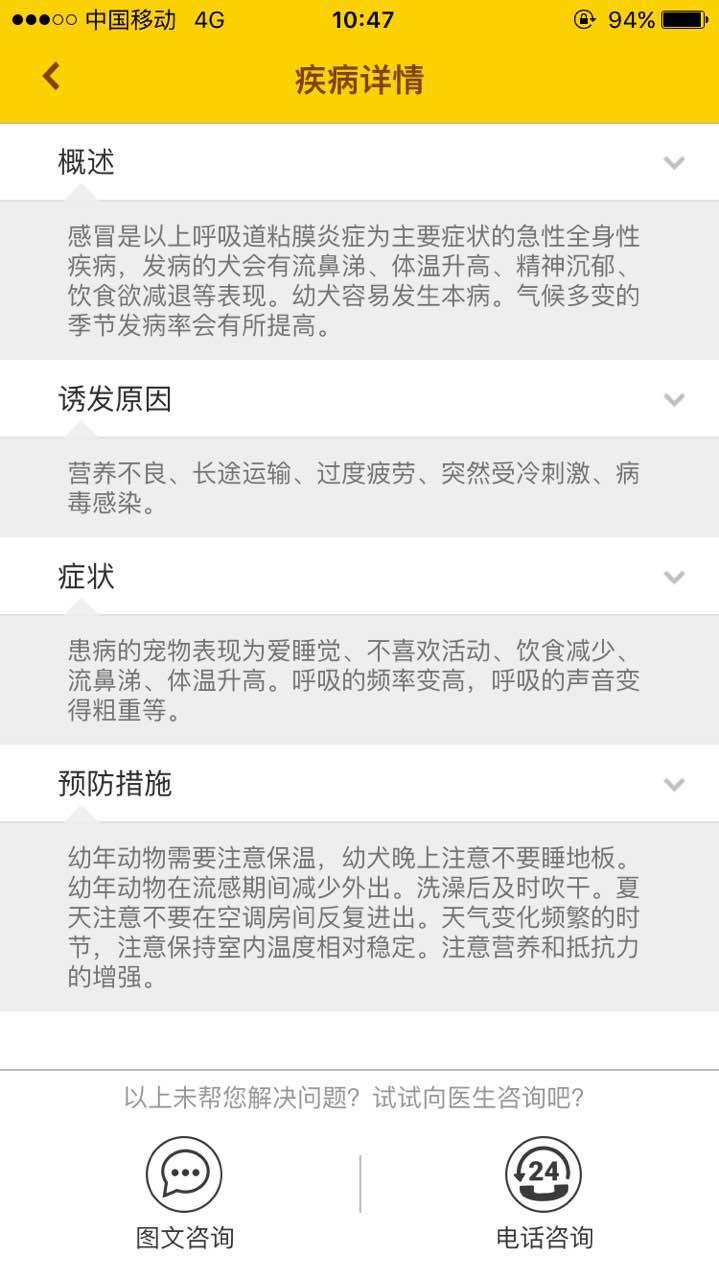 中国移动 4G 10:47 94%
疾病详情
概述
感冒是以上呼吸道粘膜炎症为主要症状的急性全身性
疾病，发病的犬会有流鼻涕、体温升高、精神沉郁、
饮食欲减退等表现。幼犬容易发生本病。气候多变的
季节发病率会有所提高。
诱发原因
营养不良、长途运输、过度疲劳、突然受冷刺激、病
毒感染。
症状
患病的宠物表现为爱睡觉、不喜欢活动、饮食减少、
流鼻涕、体温升高。呼吸的频率变高，呼吸的声音变
得粗重等。
预防措施
幼年动物需要注意保温，幼犬晚上注意不要睡地板。
幼年动物在流感期间减少外出。洗澡后及时吹干。夏
天注意不要在空调房间反复进出。天气变化频繁的时
节，注意保持室内温度相对稳定。注意营养和抵抗力
的增强。
以上未帮您解决问题？试试向医生咨询吧？
24
图文咨询 电话咨询